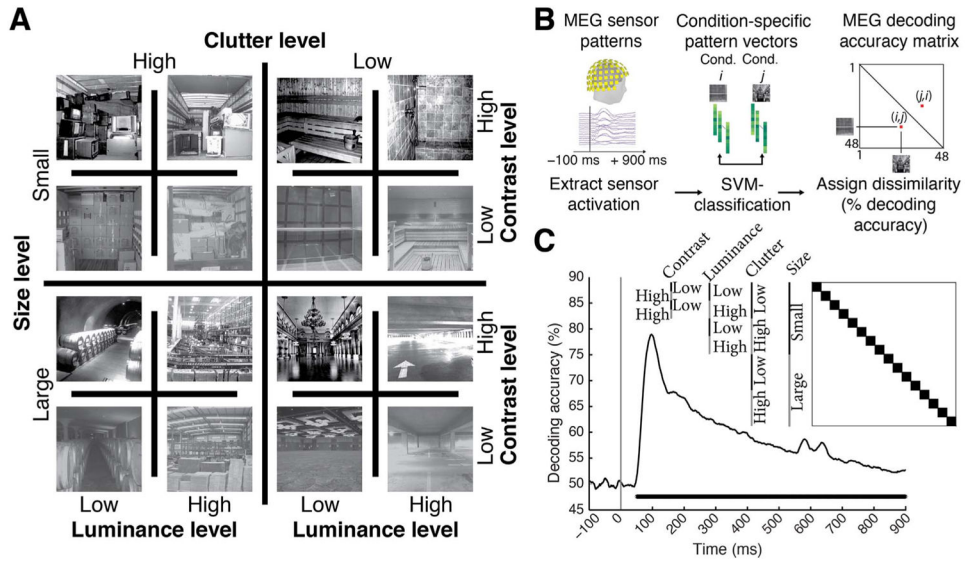 A
Clutter level
High
Low
Size level
Small
Large
High
Low
Contrast level
High
Low
Contrast level
Low
High
Low
High
Luminance level
Luminance level
B
MEG sensor
patterns
−100 ms
+ 900 ms
Extract sensor
activation
Condition-specific
pattern vectors
Cond. Cond.
i j
SVM-
classification
MEG decoding
accuracy matrix
1
(j,i)
(i,j)
48
1 48
Assign dissimilarity
(% decoding
accuracy)
C
Contrast Luminance Clutter Size
High Low
High Low
Low
High
Low
High
Low
High
Low
High
Small
Large
Decoding accuracy (%)
90
85
80
75
70
65
60
55
50
45
−100 0 100 200 300 400 500 600 700 800 900
Time (ms)